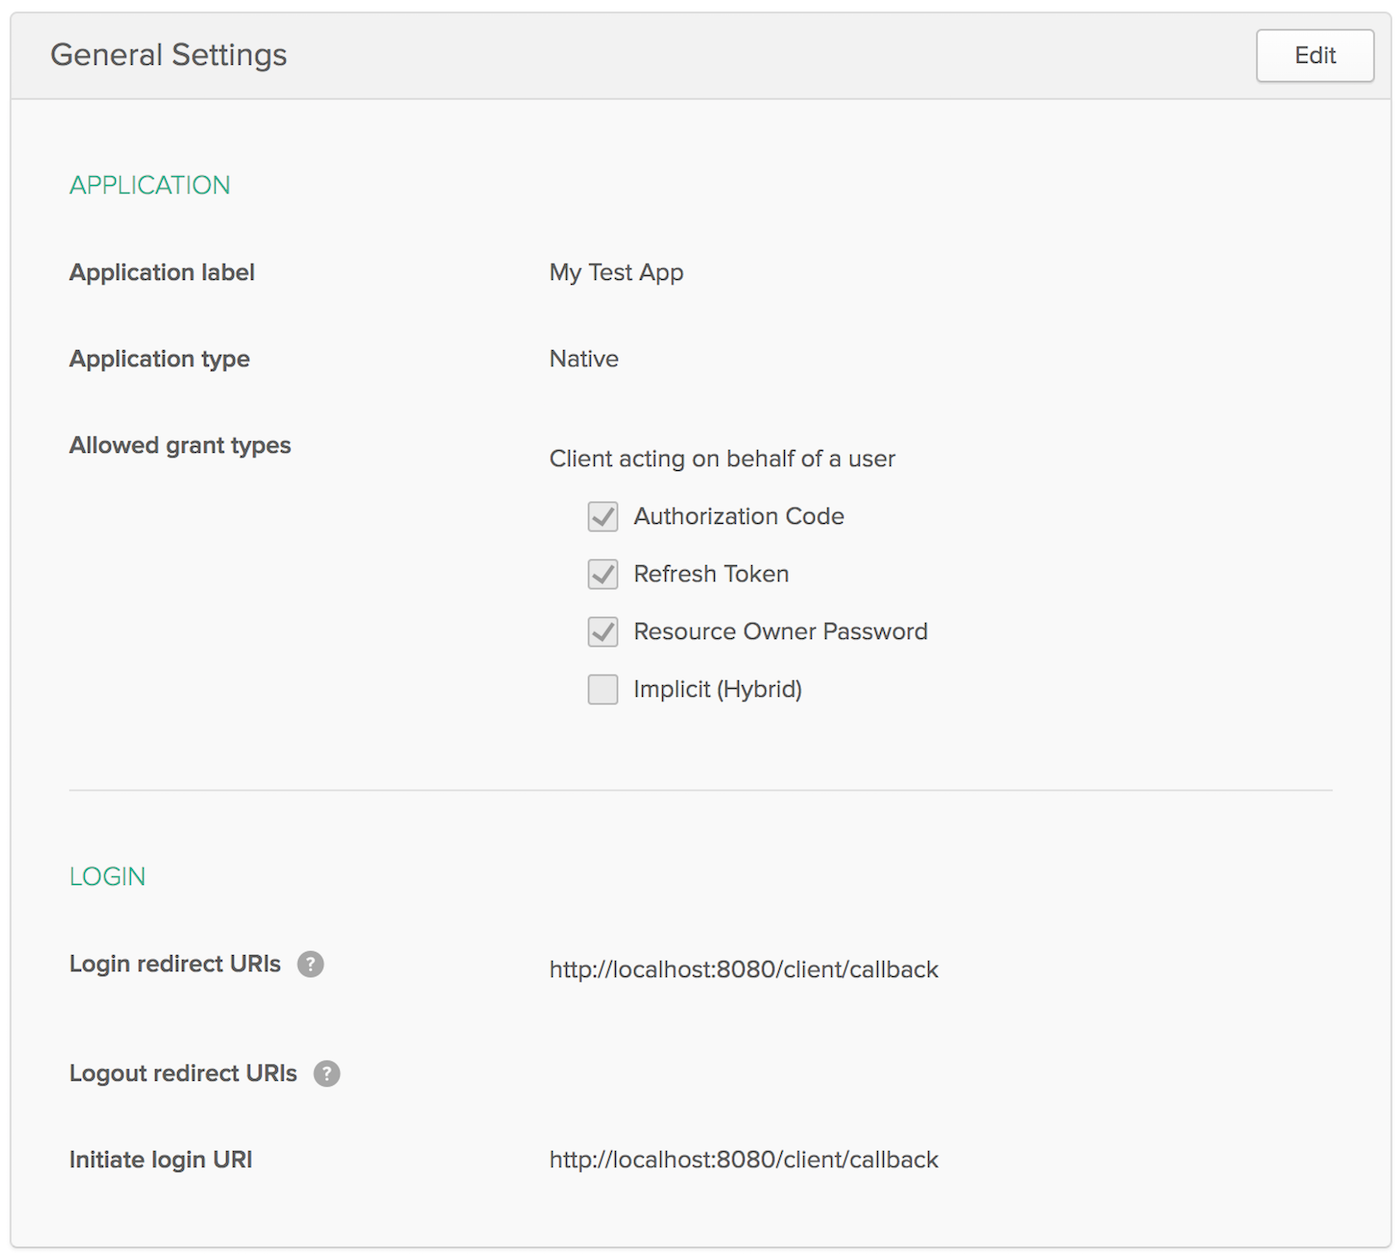 General Settings
Edit
APPLICATION
Application label
My Test App
Application type
Native
Allowed grant types
Client acting on behalf of a user
Authorization Code
Refresh Token
Resource Owner Password
Implicit (Hybrid)
LOGIN
Login redirect URIs ?
http://localhost:8080/client/callback
Logout redirect URIs ?
Initiate login URI
http://localhost:8080/client/callback